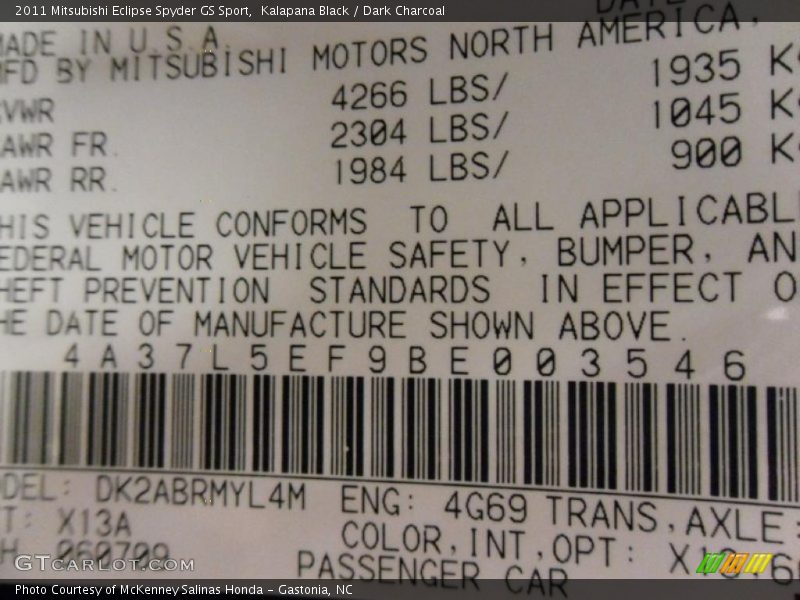 2011 Mitsubishi Eclipse Spyder GS Sport,  Kalapana Black / Dark Charcoal
MADE IN U.S.A.
MFD BY MITSUBISHI MOTORS NORTH AMERICA,
GVWR 4266 LBS/ 1935 KG
GAWR FR. 2304 LBS/ 1045 KG
GAWR RR. 1984 LBS/ 900 KG
THIS VEHICLE CONFORMS TO ALL APPLICABL
FEDERAL MOTOR VEHICLE SAFETY, BUMPER, AN
THEFT PREVENTION STANDARDS IN EFFECT O
THE DATE OF MANUFACTURE SHOWN ABOVE.
4A37L5EF9BE003546
MODEL: DK2ABRMYL4M ENG: 4G69 TRANS,AXLE:
T: X13A COLOR,INT,OPT:
060709 PASSENGER CAR
GTCARLOT.COM
Photo Courtesy of McKenney Salinas Honda - Gastonia, NC